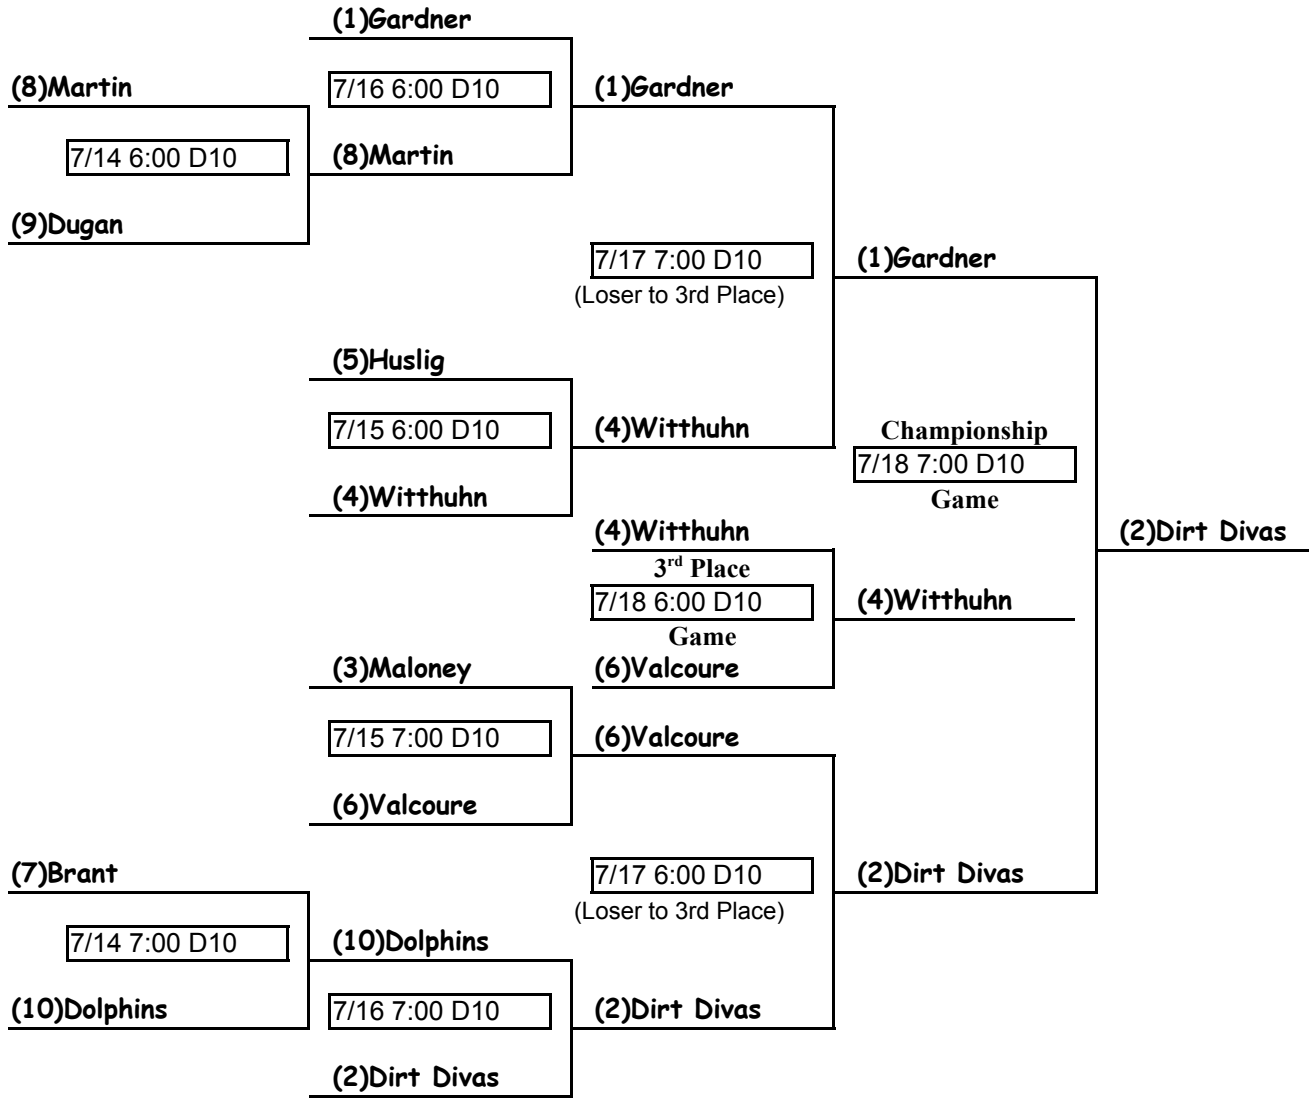 (1)Gardner
(8)Martin
7/16 6:00 D10
(1)Gardner
7/14 6:00 D10
(8)Martin
(9)Dugan
7/17 7:00 D10
(1)Gardner
(Loser to 3rd Place)
(5)Huslig
7/15 6:00 D10
(4)Witthuhn
Championship
7/18 7:00 D10
(4)Witthuhn
Game
(4)Witthuhn
(2)Dirt Divas
3rd Place
7/18 6:00 D10
(4)Witthuhn
Game
(3)Maloney
(6)Valcoure
7/15 7:00 D10
(6)Valcoure
(6)Valcoure
(7)Brant
7/17 6:00 D10
(2)Dirt Divas
(Loser to 3rd Place)
7/14 7:00 D10
(10)Dolphins
(10)Dolphins
7/16 7:00 D10
(2)Dirt Divas
(2)Dirt Divas